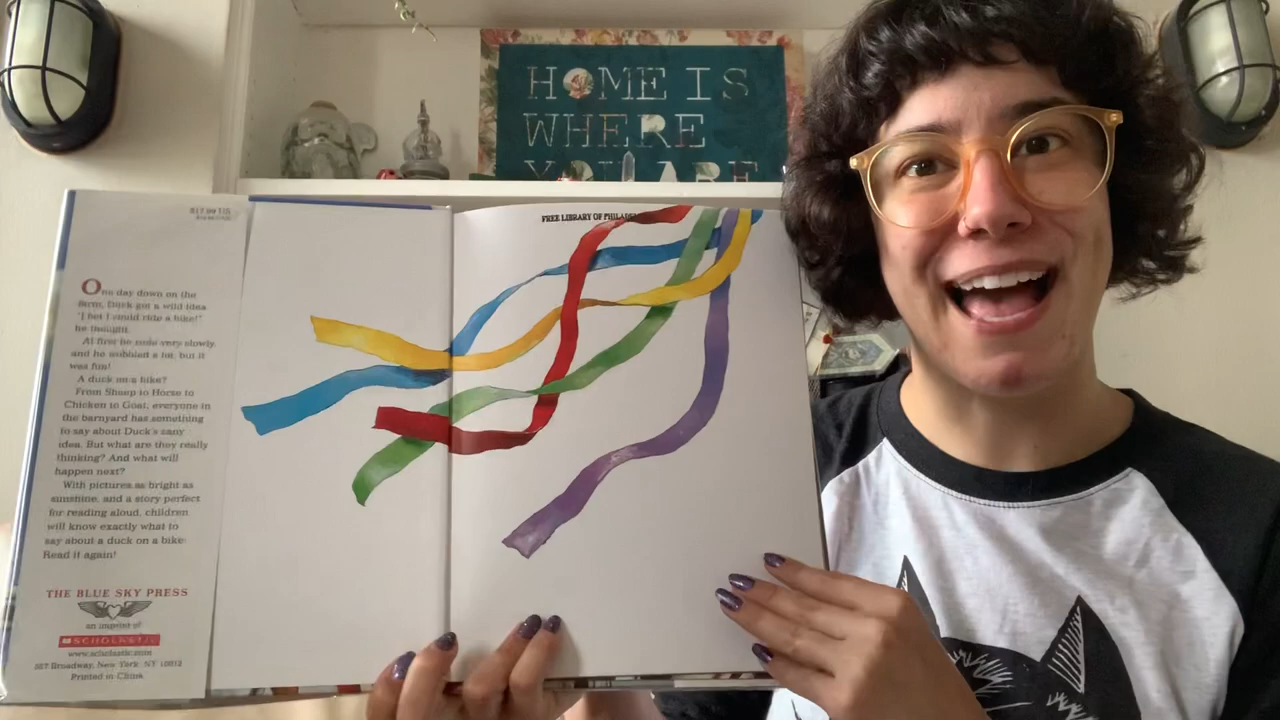 HOME IS
WHERE
YOU ARE
FREE LIBRARY OF
$17.99 US
One day down on the
farm, Duck got a wild idea.
"I bet I could ride a bike!"
he thought.
At first he rode very slowly
and he wobbled a lot, but it
was fun!
A duck on a bike?
From Sheep to Horse to
Chicken to Goat, everyone in
the barnyard has something
to say about Duck's zany
idea. But what are they really
thinking? And what will
happen next?
With pictures as bright as
sunshine, and a story perfect
for reading aloud, children
will know exactly what to
say about a duck on a bike:
Read it again!
THE BLUE SKY PRESS
an imprint of
SCHOLASTIC
www.scholastic.com
557 Broadway, New York, NY 10012
Printed in China